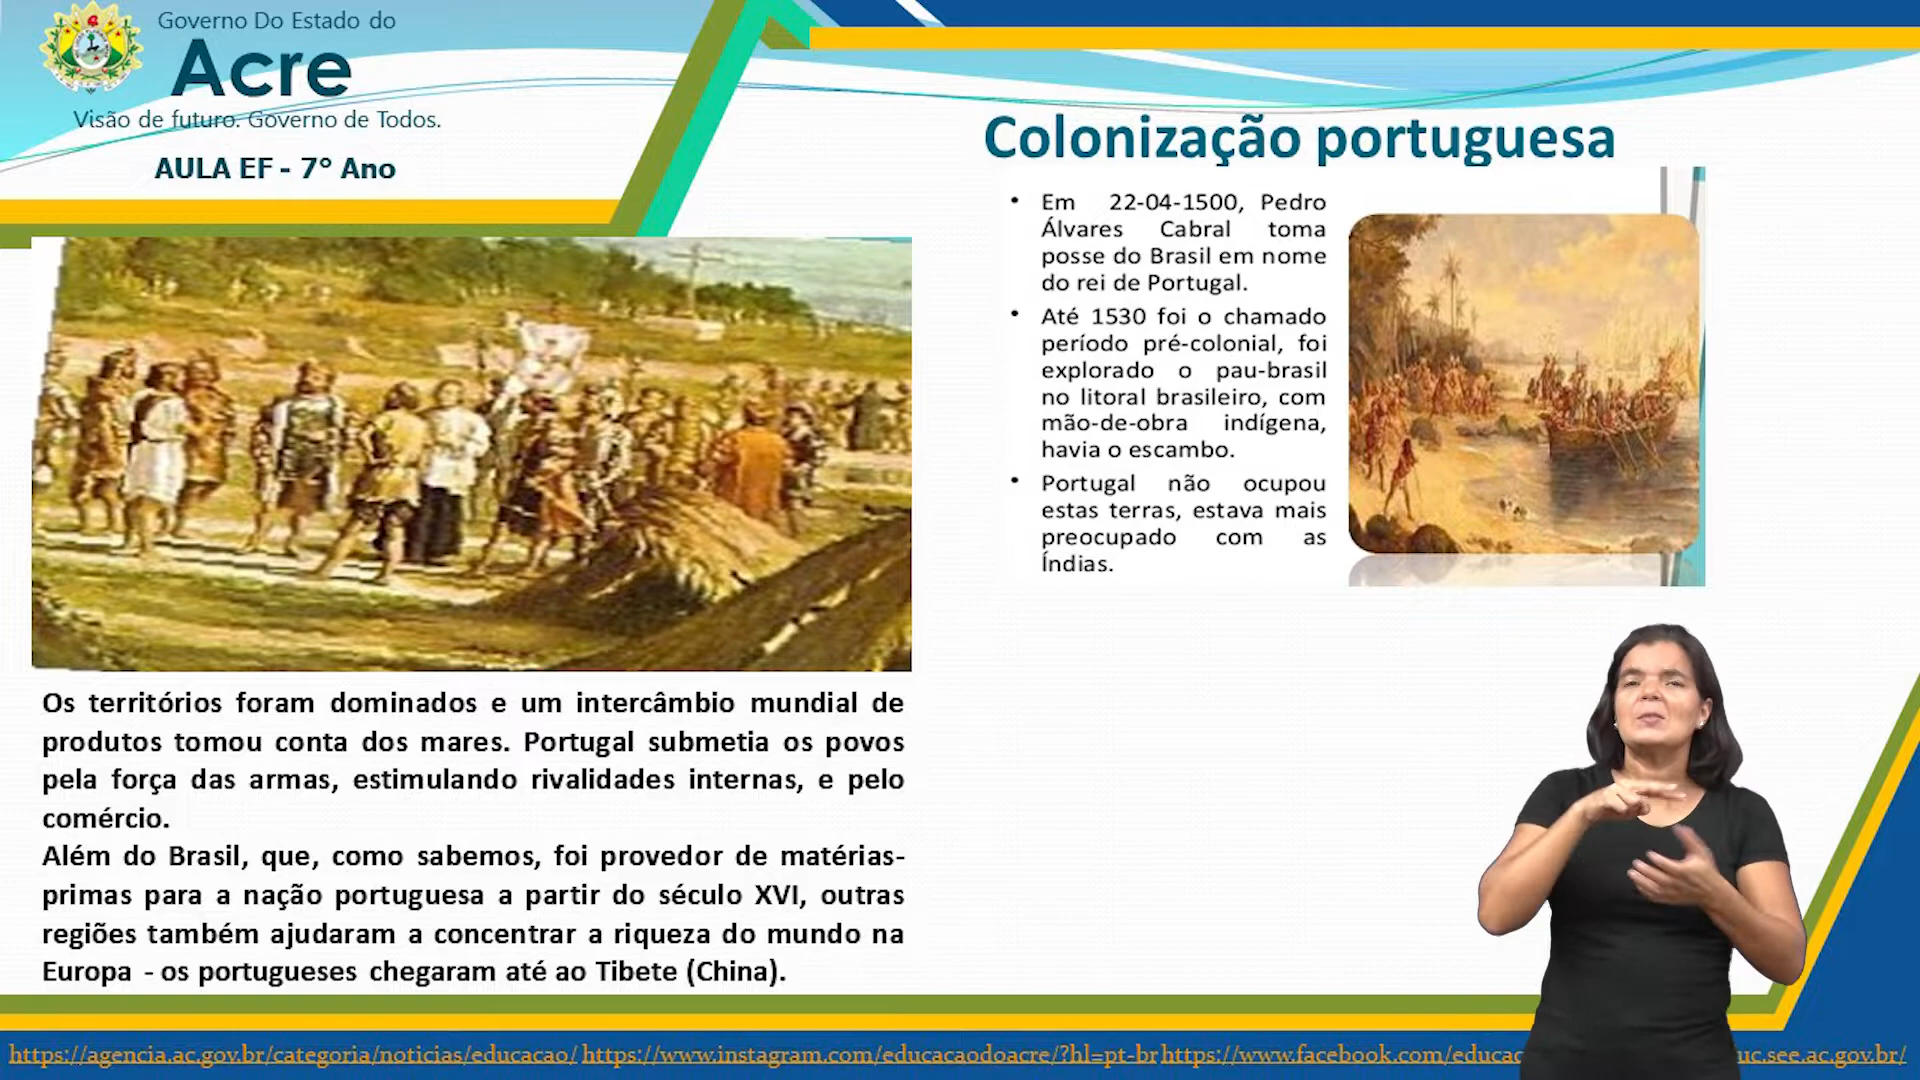 Governo Do Estado do
Acre
Visão de futuro. Governo de Todos.
AULA EF - 7° Ano
Os territórios foram dominados e um intercâmbio mundial de
produtos tomou conta dos mares. Portugal submetia os povos
pela força das armas, estimulando rivalidades internas, e pelo
comércio.
Além do Brasil, que, como sabemos, foi provedor de matérias-
primas para a nação portuguesa a partir do século XVI, outras
regiões também ajudaram a concentrar a riqueza do mundo na
Europa - os portugueses chegaram até ao Tibete (China).
Colonização portuguesa
• Em 22-04-1500, Pedro
Álvares Cabral toma
posse do Brasil em nome
do rei de Portugal.
• Até 1530 foi o chamado
período pré-colonial, foi
explorado o pau-brasil
no litoral brasileiro, com
mão-de-obra indígena,
havia o escambo.
• Portugal não ocupou
estas terras, estava mais
preocupado com as
Índias.
https://agencia.ac.gov.br/categoria/noticias/educacao/ https://www.instagram.com/educacaodoacre/?hl=pt-brhttps://www.facebook.com/educac uc.see.ac.gov.br/